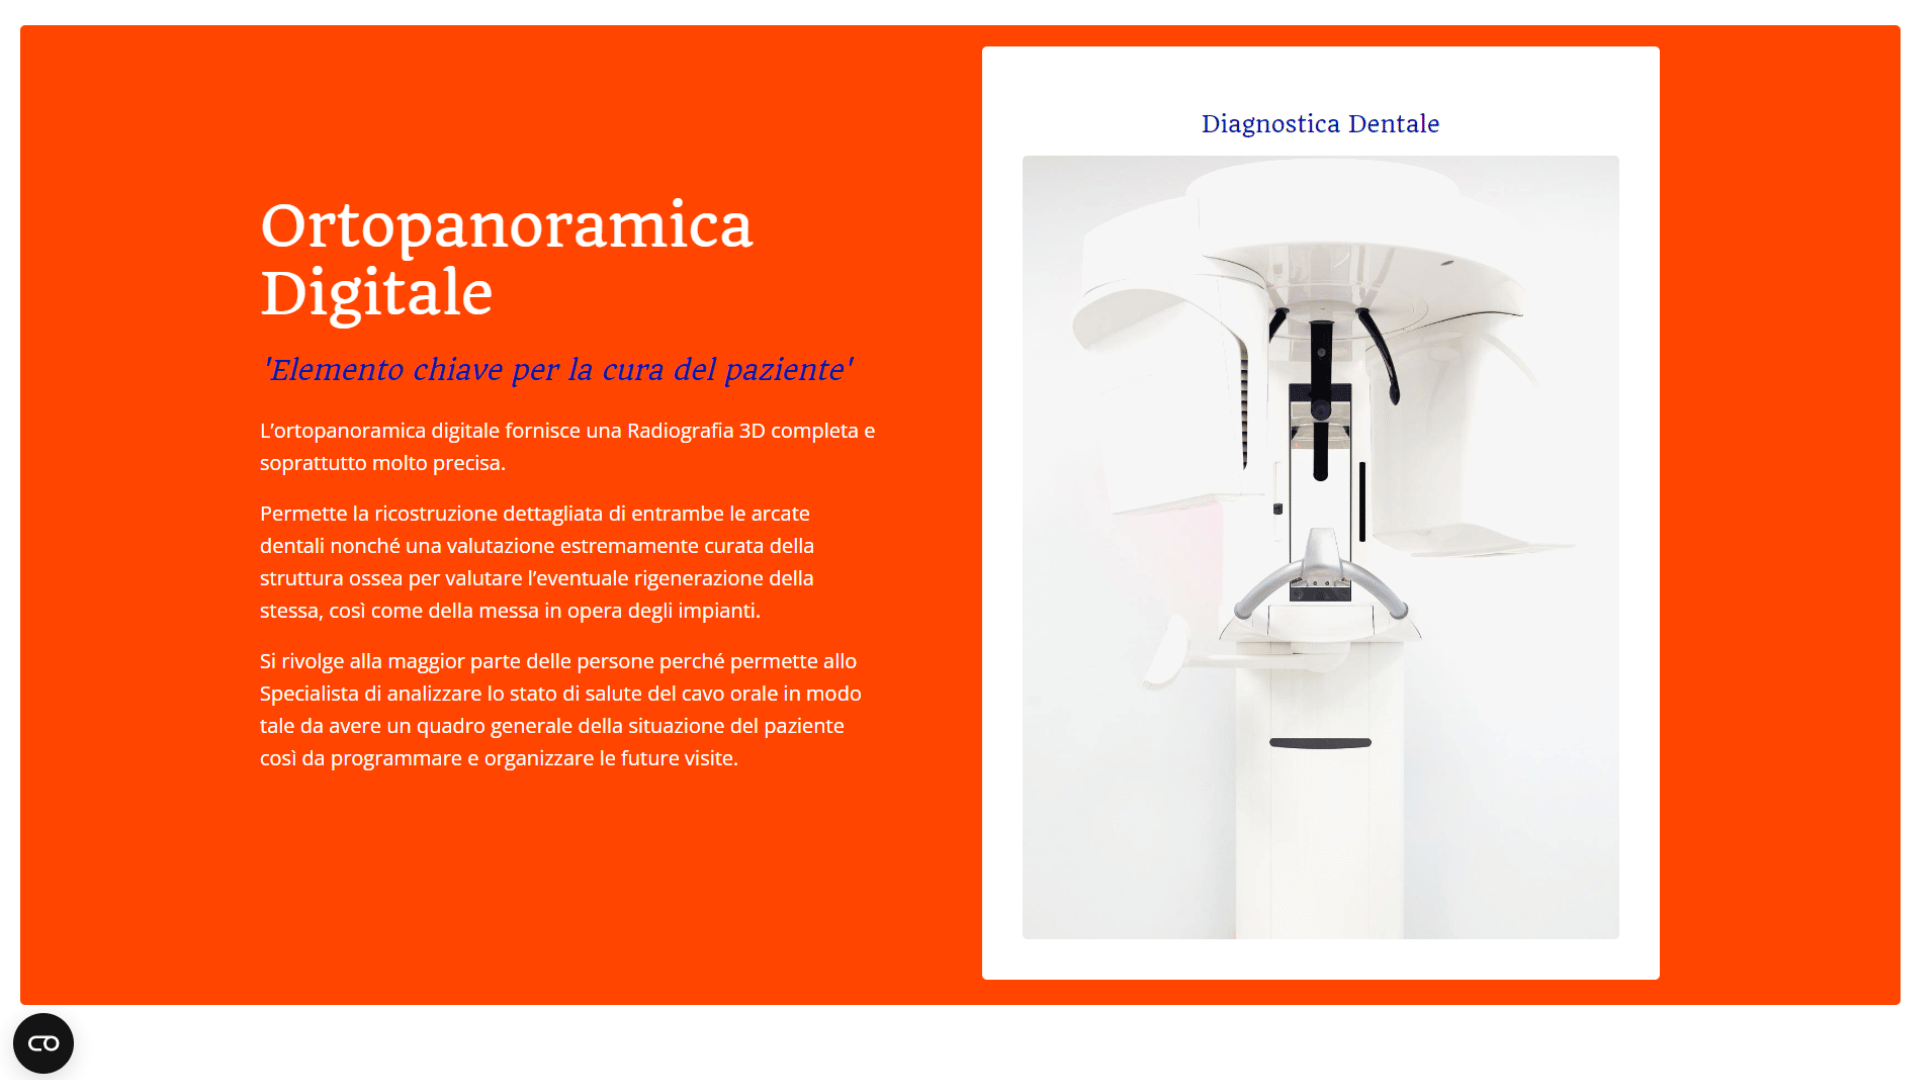 Ortopanoramica
Digitale
'Elemento chiave per la cura del paziente'
L’ortopanoramica digitale fornisce una Radiografia 3D completa e
soprattutto molto precisa.
Permette la ricostruzione dettagliata di entrambe le arcate
dentali nonché una valutazione estremamente curata della
struttura ossea per valutare l’eventuale rigenerazione della
stessa, così come della messa in opera degli impianti.
Si rivolge alla maggior parte delle persone perché permette allo
Specialista di analizzare lo stato di salute del cavo orale in modo
tale da avere un quadro generale della situazione del paziente
così da programmare e organizzare le future visite.
Diagnostica Dentale